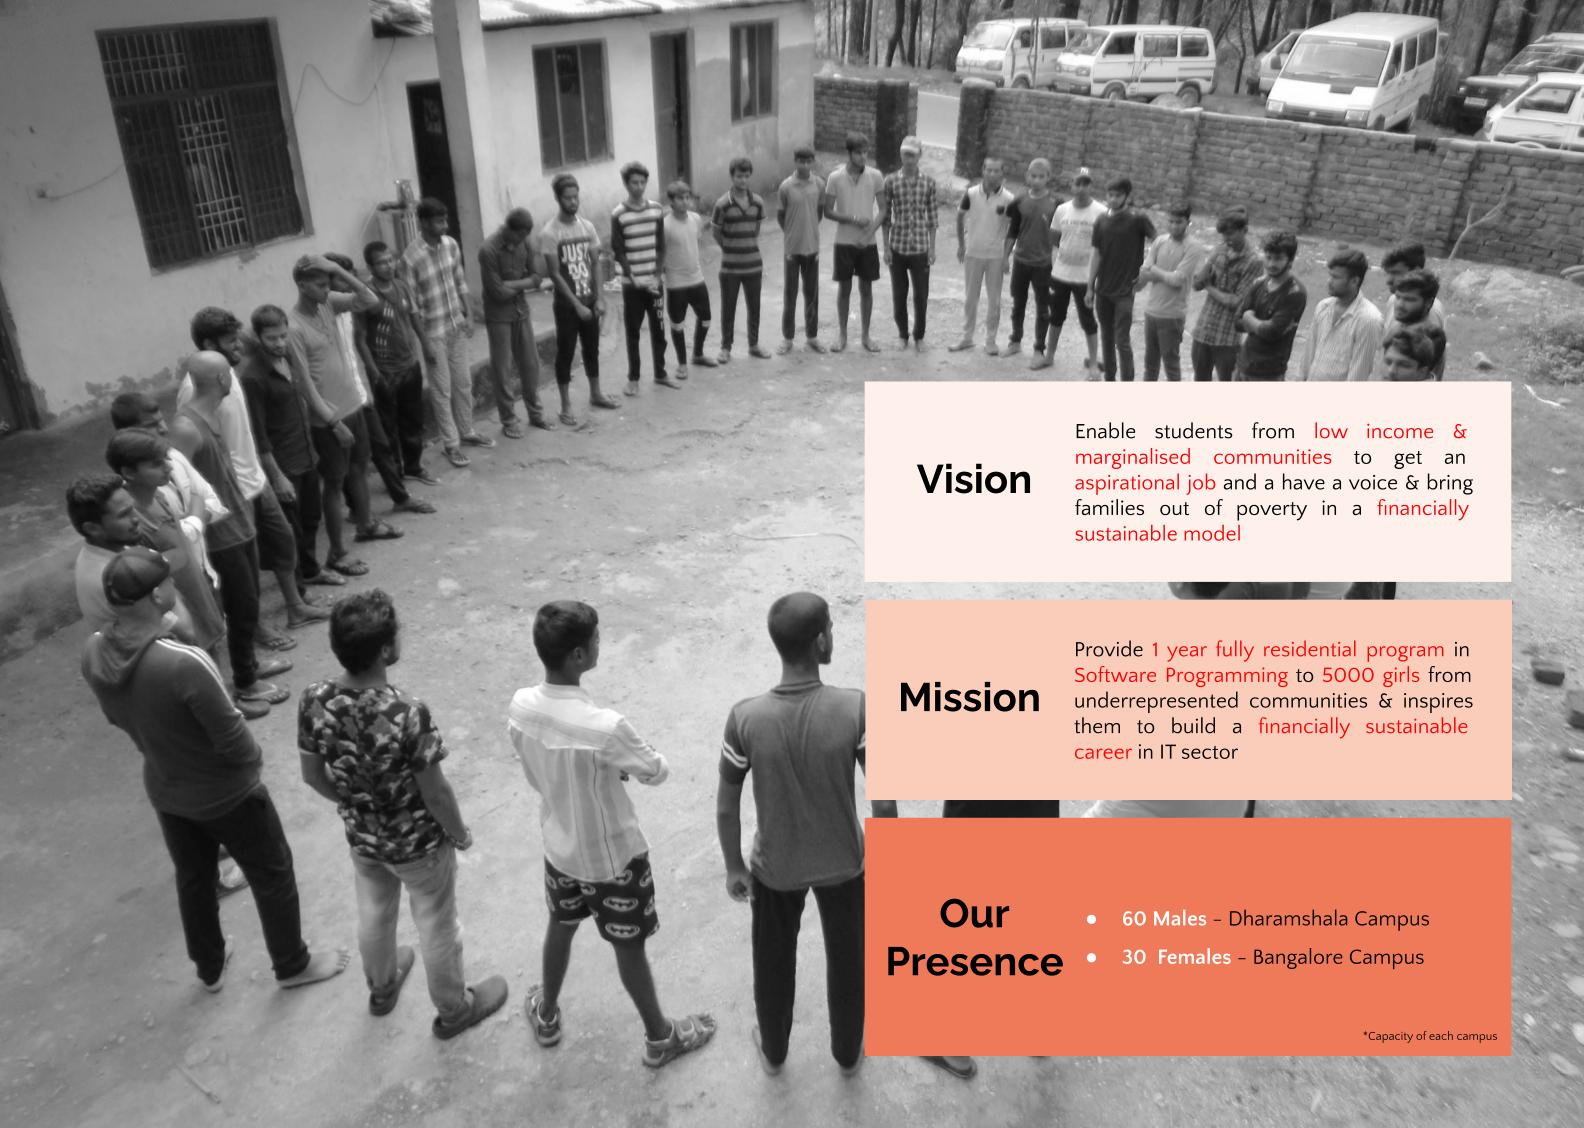 JUST
DO
IT
Vision
Enable students from low income &
marginalised communities to get an
aspirational job and a have a voice & bring
families out of poverty in a financially
sustainable model
Mission
Provide 1 year fully residential program in
Software Programming to 5000 girls from
underrepresented communities & inspires
them to build a financially sustainable
career in IT sector
Our
Presence
● 60 Males – Dharamshala Campus
● 30 Females – Bangalore Campus
*Capacity of each campus